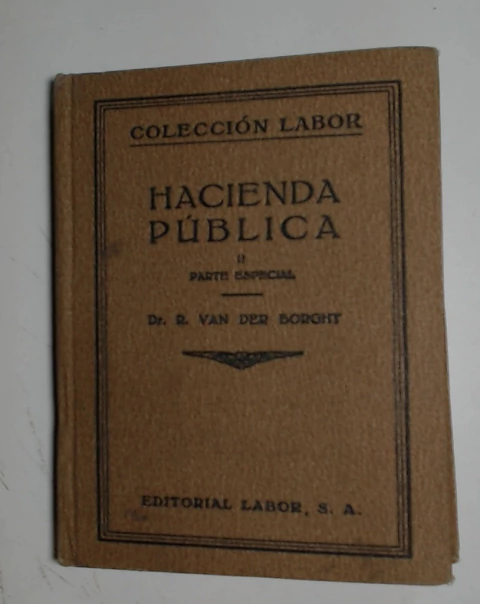 COLECCIÓN LABOR
HACIENDA
PÚBLICA
II
PARTE ESPECIAL
Dr. R. VAN DER BORGHT
EDITORIAL LABOR, S. A.